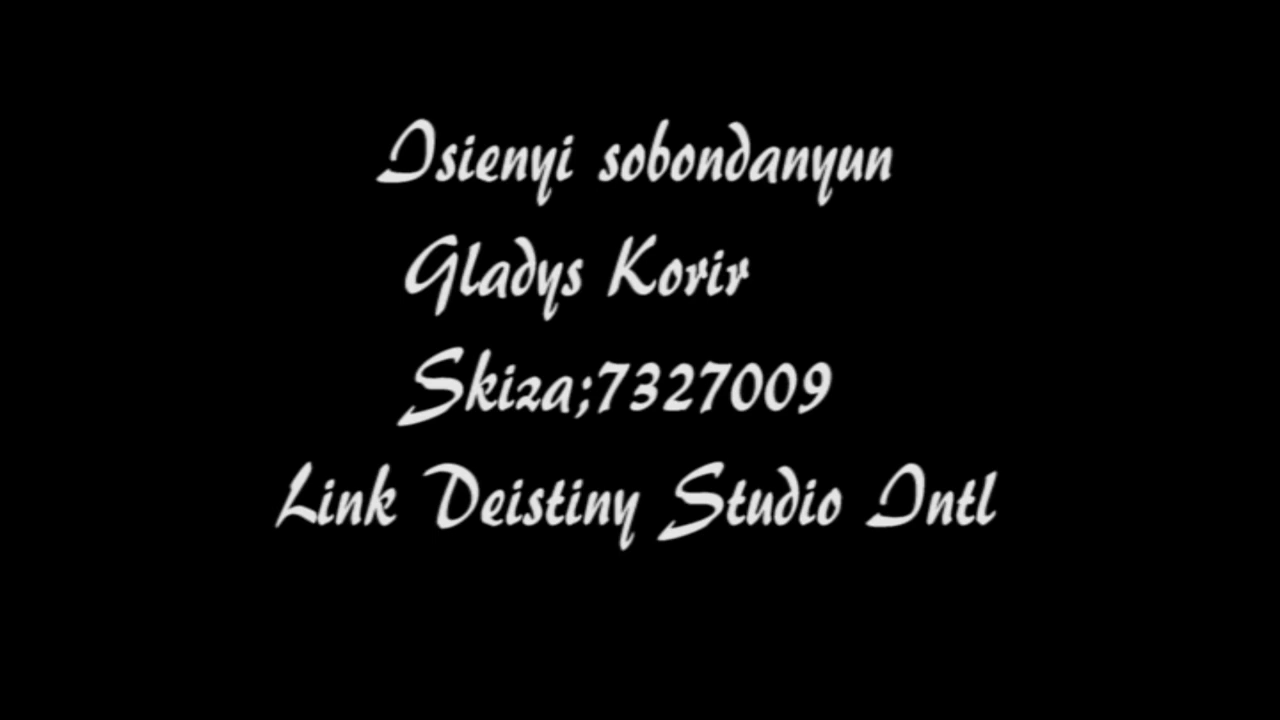 Isienyi sobondanyun
Gladys Korir
Skiza;7327009
Link Deistiny Studio Intl